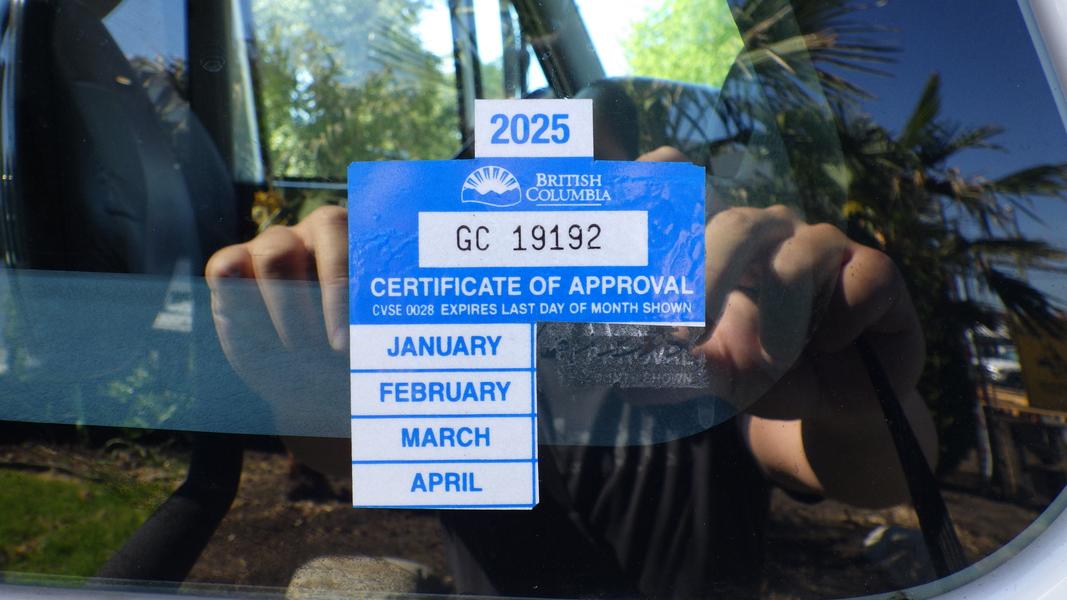 2025
BRITISH
COLUMBIA
GC 19192
CERTIFICATE OF APPROVAL
CVSE 0028 EXPIRES LAST DAY OF MONTH SHOWN
JANUARY
FEBRUARY
MARCH
APRIL